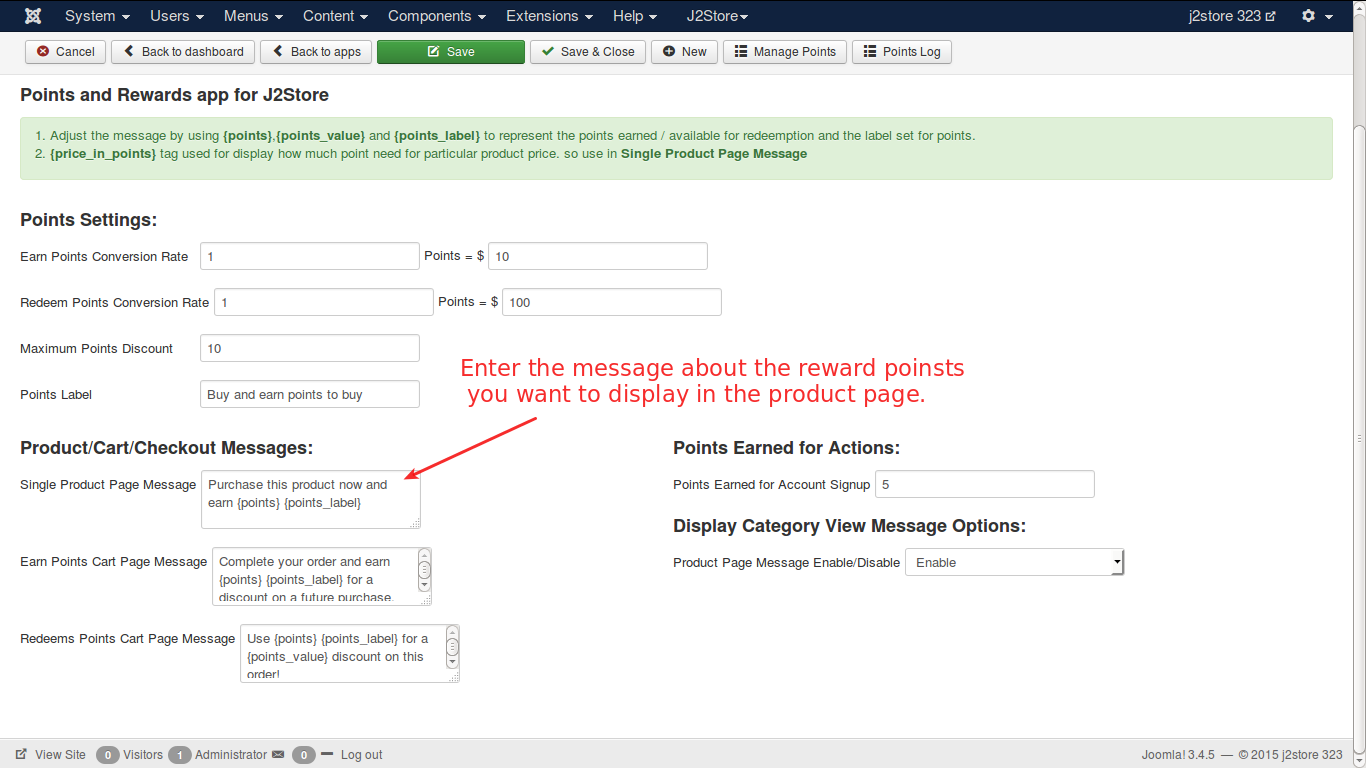 System Users Menus Content Components Extensions Help J2Store j2store 323
Cancel Back to dashboard Back to apps Save Save & Close New Manage Points Points Log
Points and Rewards app for J2Store
1. Adjust the message by using {points},{points_value} and {points_label} to represent the points earned / available for redeemption and the label set for points.
2. {price_in_points} tag used for display how much point need for particular product price. so use in Single Product Page Message
Points Settings:
Earn Points Conversion Rate 1 Points = $ 10
Redeem Points Conversion Rate 1 Points = $ 100
Maximum Points Discount 10
Points Label Buy and earn points to buy
Enter the message about the reward poinsts
you want to display in the product page.
Product/Cart/Checkout Messages:
Single Product Page Message Purchase this product now and
earn {points} {points_label}
Earn Points Cart Page Message Complete your order and earn
{points} {points_label} for a
discount on a future purchase.
Redeems Points Cart Page Message Use {points} {points_label} for a
{points_value} discount on this
order!
Points Earned for Actions:
Points Earned for Account Signup 5
Display Category View Message Options:
Product Page Message Enable/Disable Enable
View Site 0 Visitors 1 Administrator 0 Log out Joomla! 3.4.5 — © 2015 j2store 323